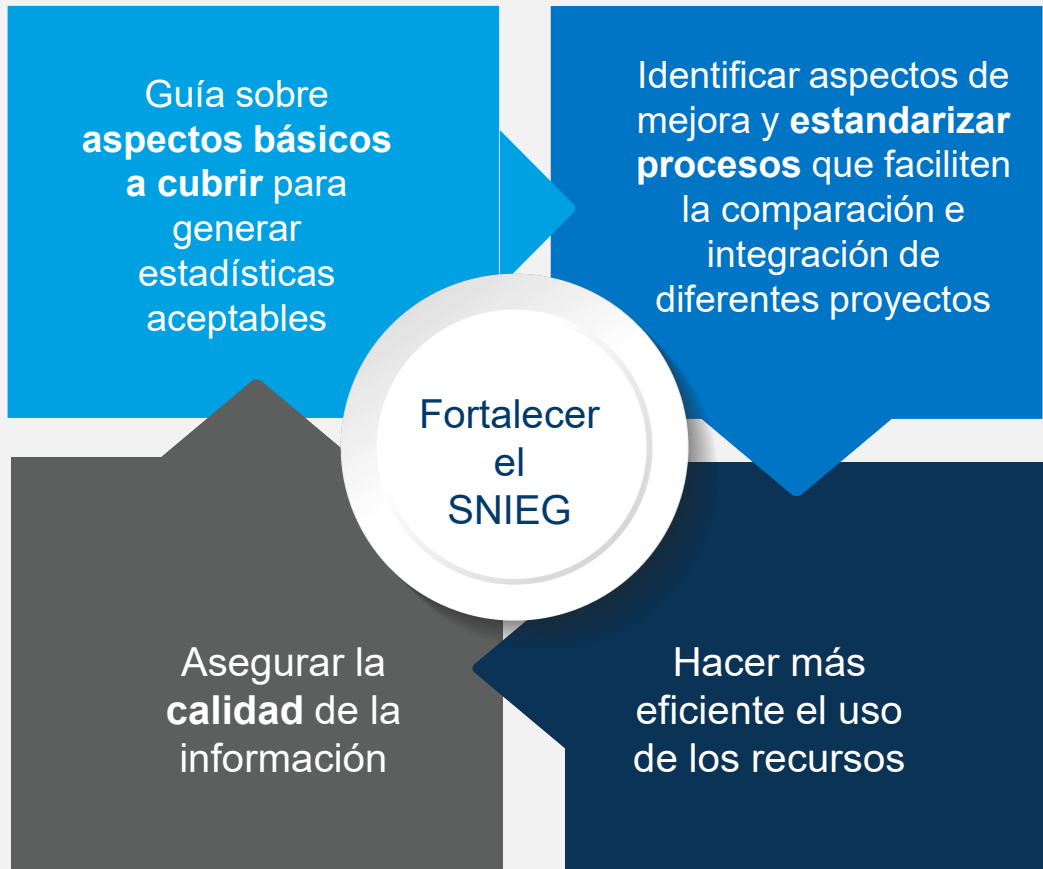 Guía sobre
aspectos básicos
a cubrir para
generar
estadísticas
aceptables
Identificar aspectos de
mejora y estandarizar
procesos que faciliten
la comparación e
integración de
diferentes proyectos
Fortalecer
el
SNIEG
Asegurar la
calidad de la
información
Hacer más
eficiente el uso
de los recursos